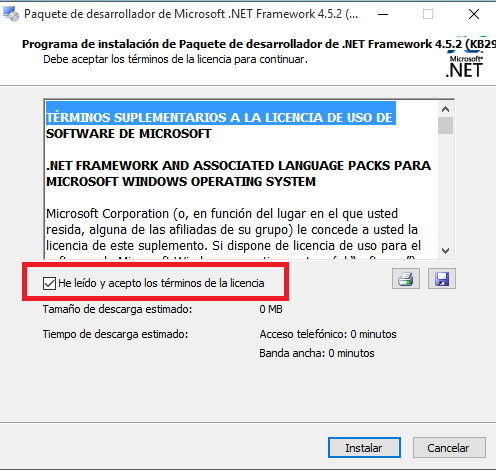 Paquete de desarrollador de Microsoft .NET Framework 4.5.2 (...
Programa de instalación de Paquete de desarrollador de .NET Framework 4.5.2 (KB29
Debe aceptar los términos de la licencia para continuar.
Microsoft®
.NET
TÉRMINOS SUPLEMENTARIOS A LA LICENCIA DE USO DE
SOFTWARE DE MICROSOFT
.NET FRAMEWORK AND ASSOCIATED LANGUAGE PACKS PARA
MICROSOFT WINDOWS OPERATING SYSTEM
Microsoft Corporation (o, en función del lugar en el que usted
resida, alguna de las afiliadas de su grupo) le concede a usted la
licencia de este suplemento. Si dispone de licencia de uso para el
He leído y acepto los términos de la licencia
Tamaño de descarga estimado: 0 MB
Tiempo de descarga estimado: Acceso telefónico: 0 minutos
Banda ancha: 0 minutos
Instalar Cancelar